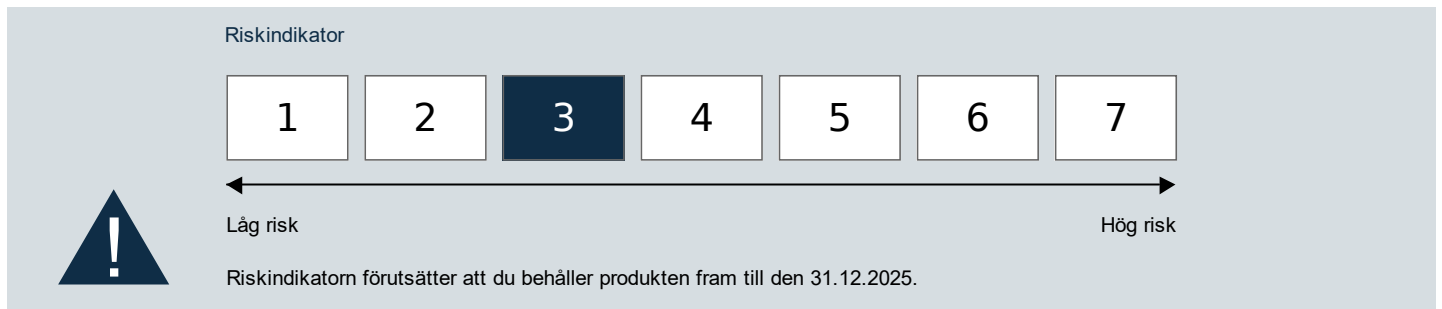 Riskindikator
1 2 3 4 5 6 7
Låg risk Hög risk
!
Riskindikatorn förutsätter att du behåller produkten fram till den 31.12.2025.